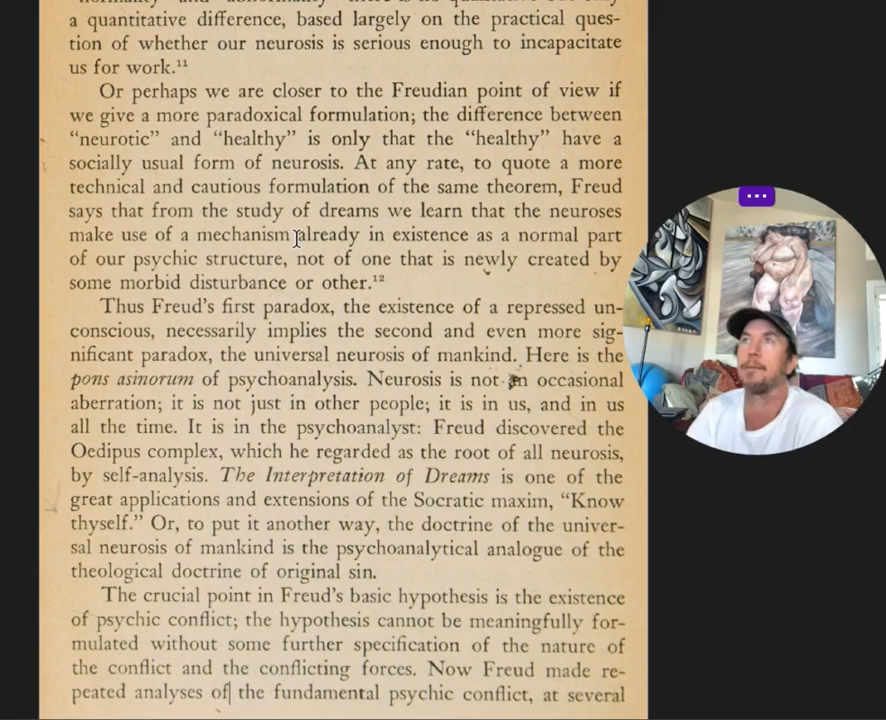 a quantitative difference, based largely on the practical ques-
tion of whether our neurosis is serious enough to incapacitate
us for work.¹¹
Or perhaps we are closer to the Freudian point of view if
we give a more paradoxical formulation; the difference between
“neurotic” and “healthy” is only that the “healthy” have a
socially usual form of neurosis. At any rate, to quote a more
technical and cautious formulation of the same theorem, Freud
says that from the study of dreams we learn that the neuroses
make use of a mechanism already in existence as a normal part
of our psychic structure, not of one that is newly created by
some morbid disturbance or other.¹²
Thus Freud’s first paradox, the existence of a repressed un-
conscious, necessarily implies the second and even more sig-
nificant paradox, the universal neurosis of mankind. Here is the
pons asinorum of psychoanalysis. Neurosis is not an occasional
aberration; it is not just in other people; it is in us, and in us
all the time. It is in the psychoanalyst: Freud discovered the
Oedipus complex, which he regarded as the root of all neurosis,
by self-analysis. The Interpretation of Dreams is one of the
great applications and extensions of the Socratic maxim, “Know
thyself.” Or, to put it another way, the doctrine of the univer-
sal neurosis of mankind is the psychoanalytical analogue of the
theological doctrine of original sin.
The crucial point in Freud’s basic hypothesis is the existence
of psychic conflict; the hypothesis cannot be meaningfully for-
mulated without some further specification of the nature of
the conflict and the conflicting forces. Now Freud made re-
peated analyses of the fundamental psychic conflict, at several